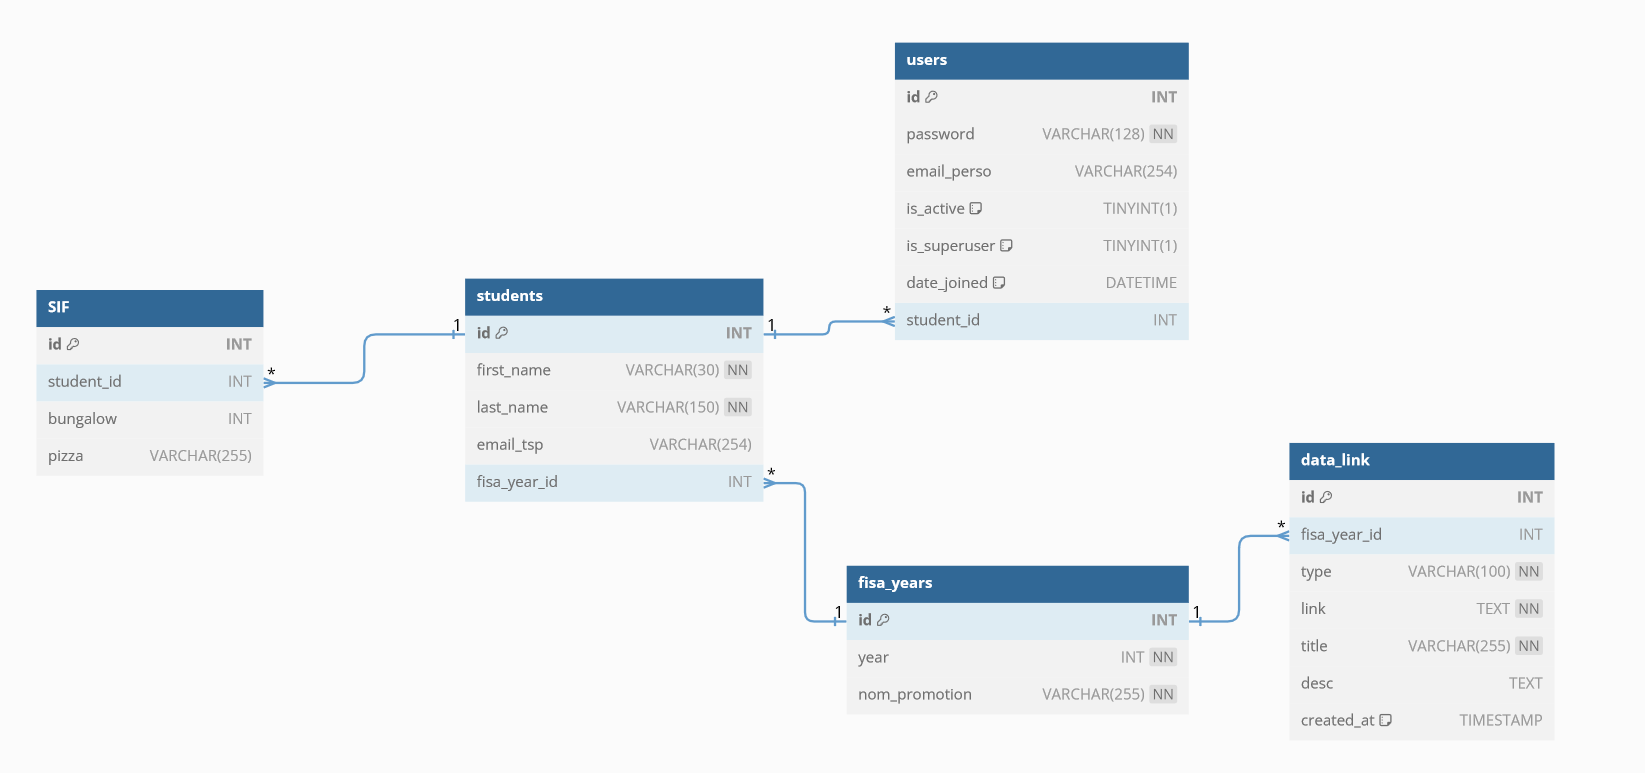 users
id INT
password VARCHAR(128) NN
email_perso VARCHAR(254)
is_active TINYINT(1)
is_superuser TINYINT(1)
date_joined DATETIME
* student_id INT
SIF
id INT
student_id INT *
bungalow INT
pizza VARCHAR(255)
students
1 id INT 1
first_name VARCHAR(30) NN
last_name VARCHAR(150) NN
email_tsp VARCHAR(254)
fisa_year_id INT *
data_link
id INT
* fisa_year_id INT
type VARCHAR(100) NN
link TEXT NN
title VARCHAR(255) NN
desc TEXT
created_at TIMESTAMP
fisa_years
1 id INT 1
year INT NN
nom_promotion VARCHAR(255) NN